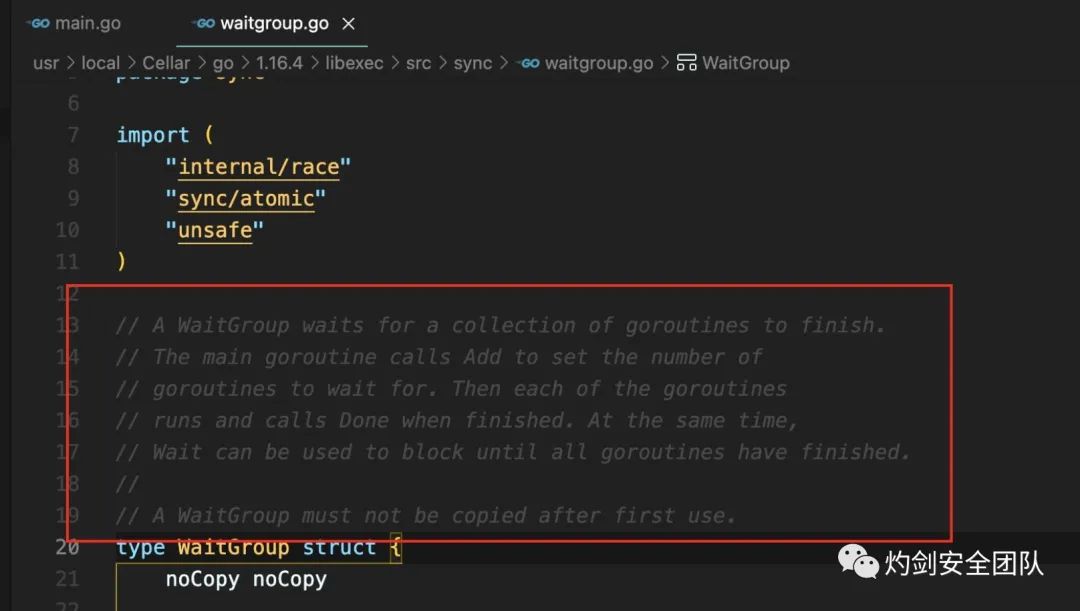 GO main.go GO waitgroup.go ×
usr > local > Cellar > go > 1.16.4 > libexec > src > sync > GO waitgroup.go > WaitGroup
package sync
6
7 import (
8 "internal/race"
9 "sync/atomic"
10 "unsafe"
11 )
12
13 // A WaitGroup waits for a collection of goroutines to finish.
14 // The main goroutine calls Add to set the number of
15 // goroutines to wait for. Then each of the goroutines
16 // runs and calls Done when finished. At the same time,
17 // Wait can be used to block until all goroutines have finished.
18 //
19 // A WaitGroup must not be copied after first use.
20 type WaitGroup struct {
21 noCopy noCopy
22
灼剑安全团队